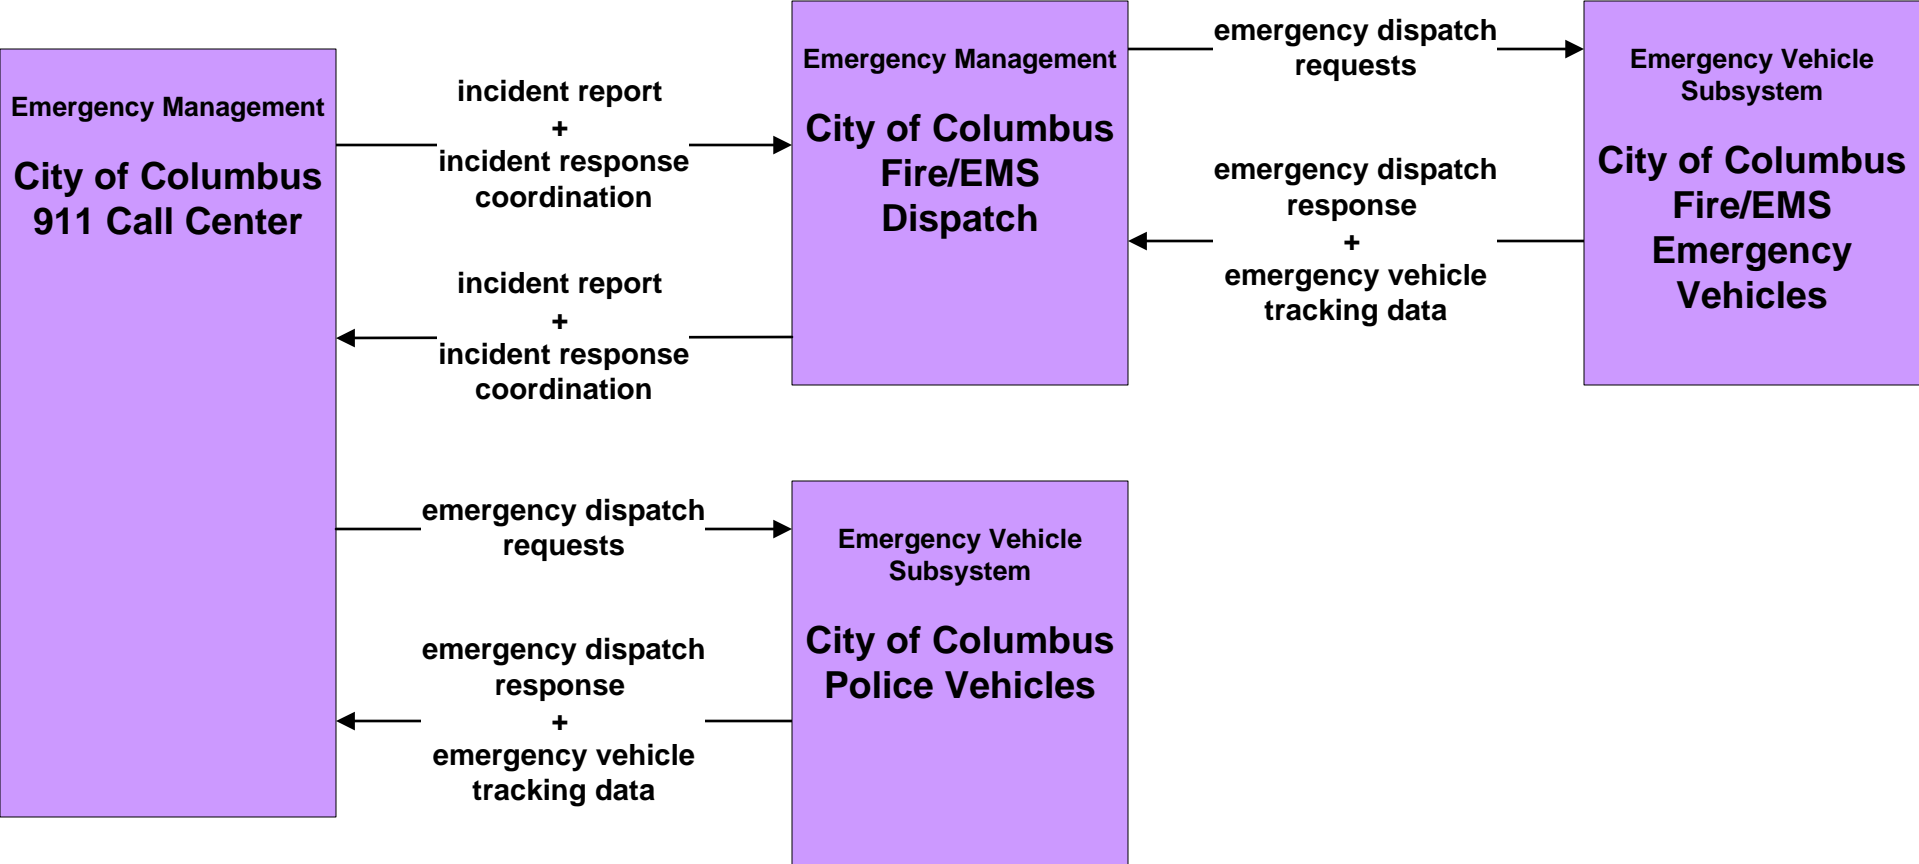 Emergency Management
City of Columbus
911 Call Center
incident report
+
incident response
coordination
incident report
+
incident response
coordination
emergency dispatch
requests
emergency dispatch
response
+
emergency vehicle
tracking data
Emergency Management
City of Columbus
Fire/EMS
Dispatch
Emergency Vehicle
Subsystem
City of Columbus
Police Vehicles
emergency dispatch
requests
emergency dispatch
response
+
emergency vehicle
tracking data
Emergency Vehicle
Subsystem
City of Columbus
Fire/EMS
Emergency
Vehicles